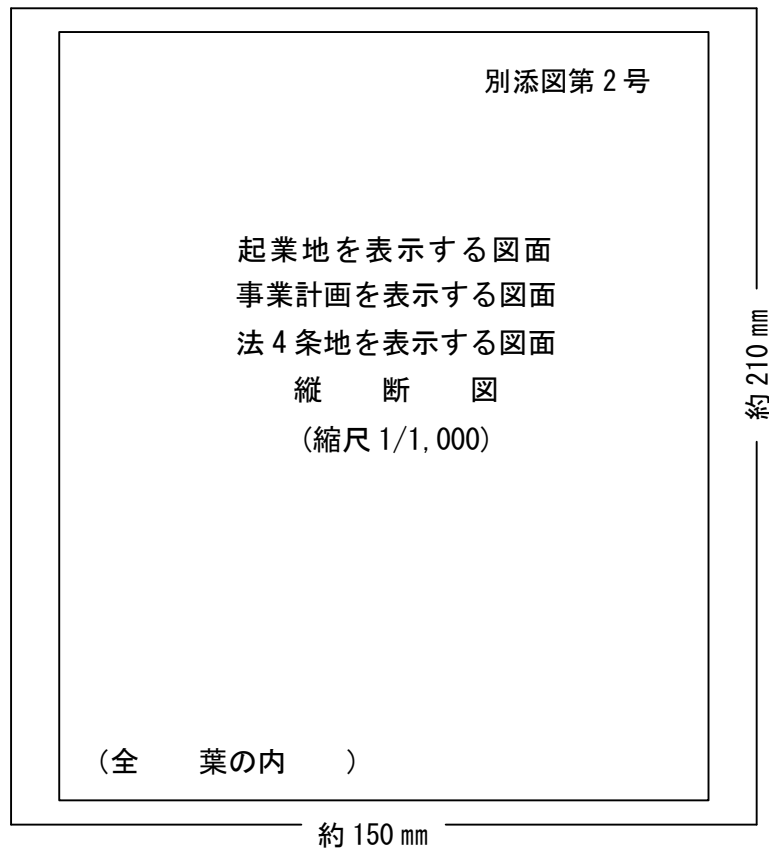 別添図第2号
起業地を表示する図面
事業計画を表示する図面
法4条地を表示する図面
縦　断　図
(縮尺1/1,000)
約210㎜
(全　　葉の内　　)
約150㎜